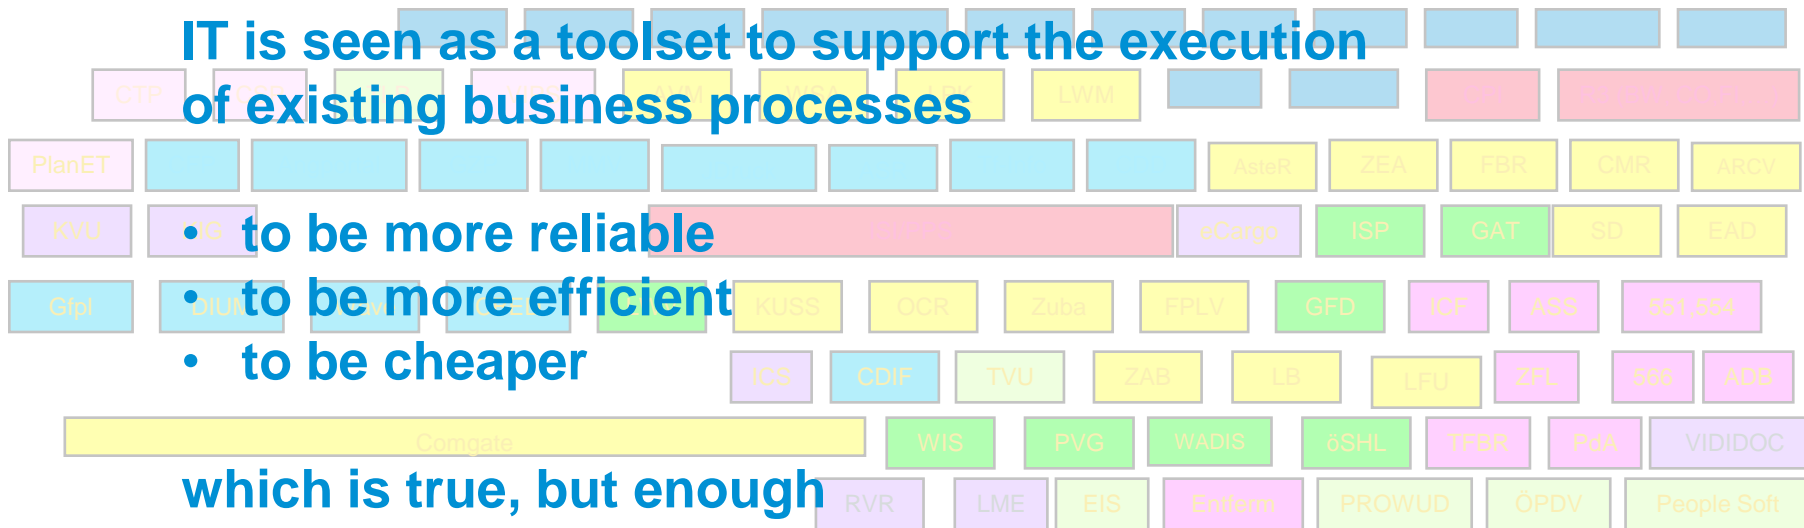 IT is seen as a toolset to support the execution
CTP LWM
of existing business processes
PlanET AsteR ZEA FBR CMR ARCV
KVU eCargo ISP GAT SD EAD
• to be more reliable
Gfpl DIUM KUSS OCR Zuba FPLV GFD ICF ASS 551,554
• to be more efficient
• to be cheaper
ICS CDIF TVU ZAB LB LFU ZFL 566 ADB
Comgate WIS PVG WADIS öSHL TFBR PdA VIDIDOC
which is true, but enough
RVR LME EIS Entferm PROWUD ÖPDV People Soft